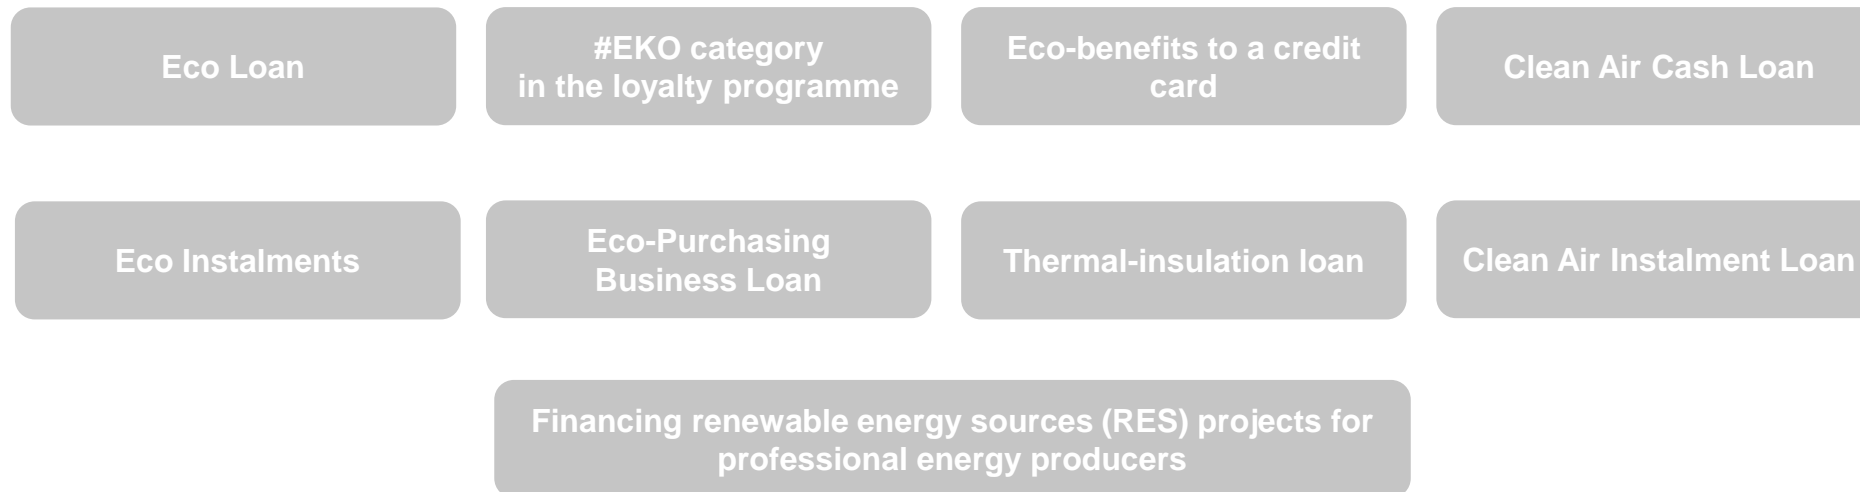 Eco Loan
#EKO category
in the loyalty programme
Eco-benefits to a credit
card
Clean Air Cash Loan
Eco Instalments
Eco-Purchasing
Business Loan
Thermal-insulation loan
Clean Air Instalment Loan
Financing renewable energy sources (RES) projects for
professional energy producers